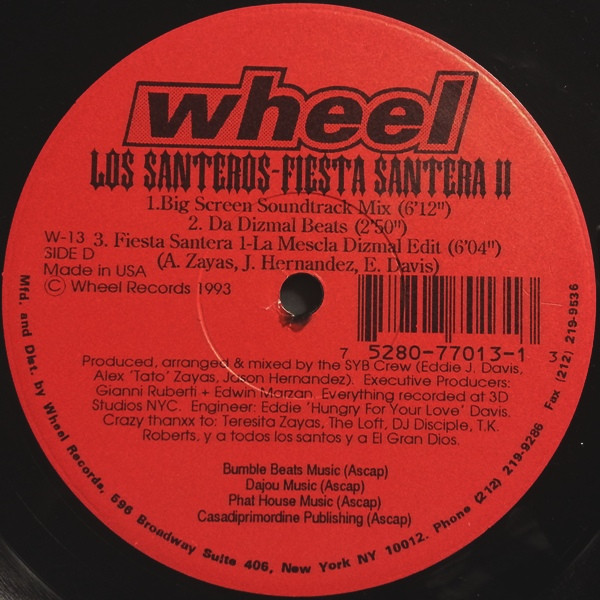 wheel
LOS SANTEROS-FIESTA SANTERA II
1.Big Screen Soundtrack Mix (6'12")
2. Da Dizmal Beats (2'50")
W-13 3. Fiesta Santera 1-La Mescla Dizmal Edit (6'04")
SIDE D
(A. Zayas, J. Hernandez, E. Davis)
Made in USA
© Wheel Records 1993
7 5280-77013-1 3
Produced, arranged & mixed by the SYB Crew (Eddie J. Davis,
Alex 'Tato' Zayas, Jason Hernandez). Executive Producers:
Gianni Ruberti + Edwin Marzan. Everything recorded at 3D
Studios NYC. Engineer: Eddie 'Hungry For Your Love' Davis.
Crazy thanxx to: Teresita Zayas, The Loft, DJ Disciple, T.K.
Roberts, y a todos los santos y a El Gran Dios.
Bumble Beats Music (Ascap)
Dajou Music (Ascap)
Phat House Music (Ascap)
Casadiprimordine Publishing (Ascap)
Mfd. and Dist. by Wheel Records, 596 Broadway Suite 406, New York NY 10012. Phone (212) 219-9286 Fax (212) 219-9536